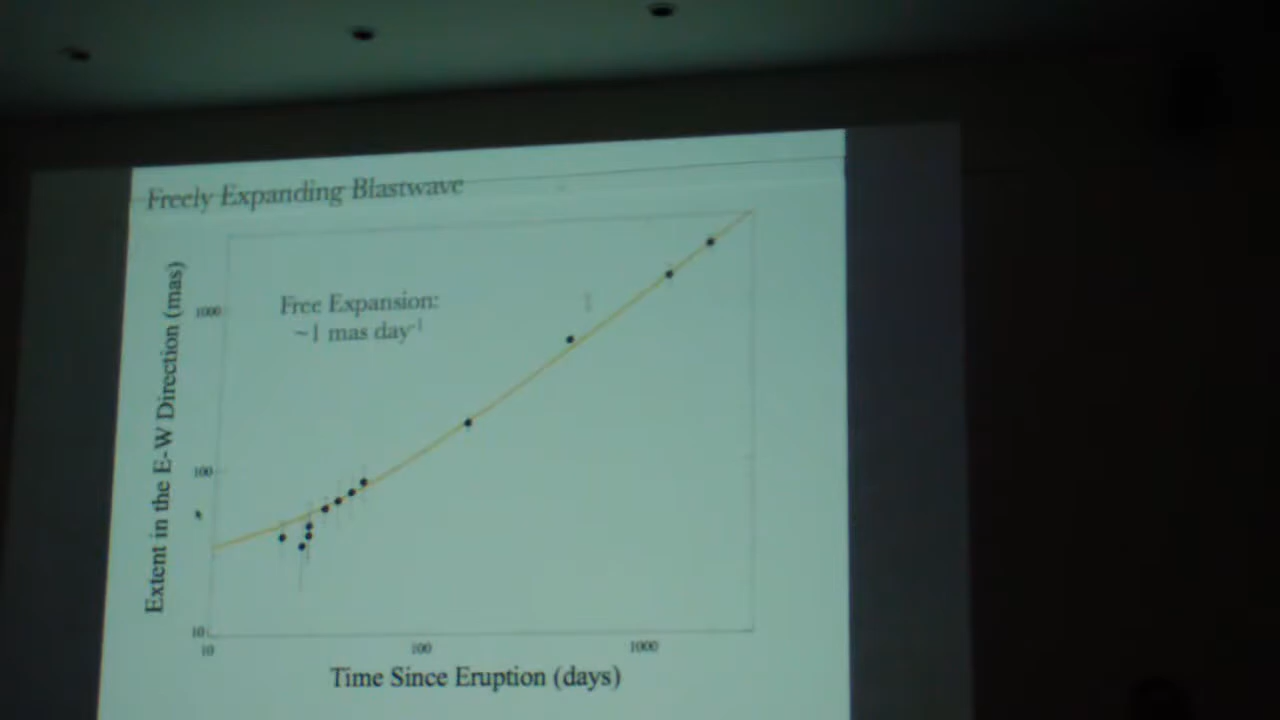 Freely Expanding Blastwave
Free Expansion:
~1 mas day⁻¹
Extent in the E-W Direction (mas)
1000
100
10
10
100
1000
Time Since Eruption (days)